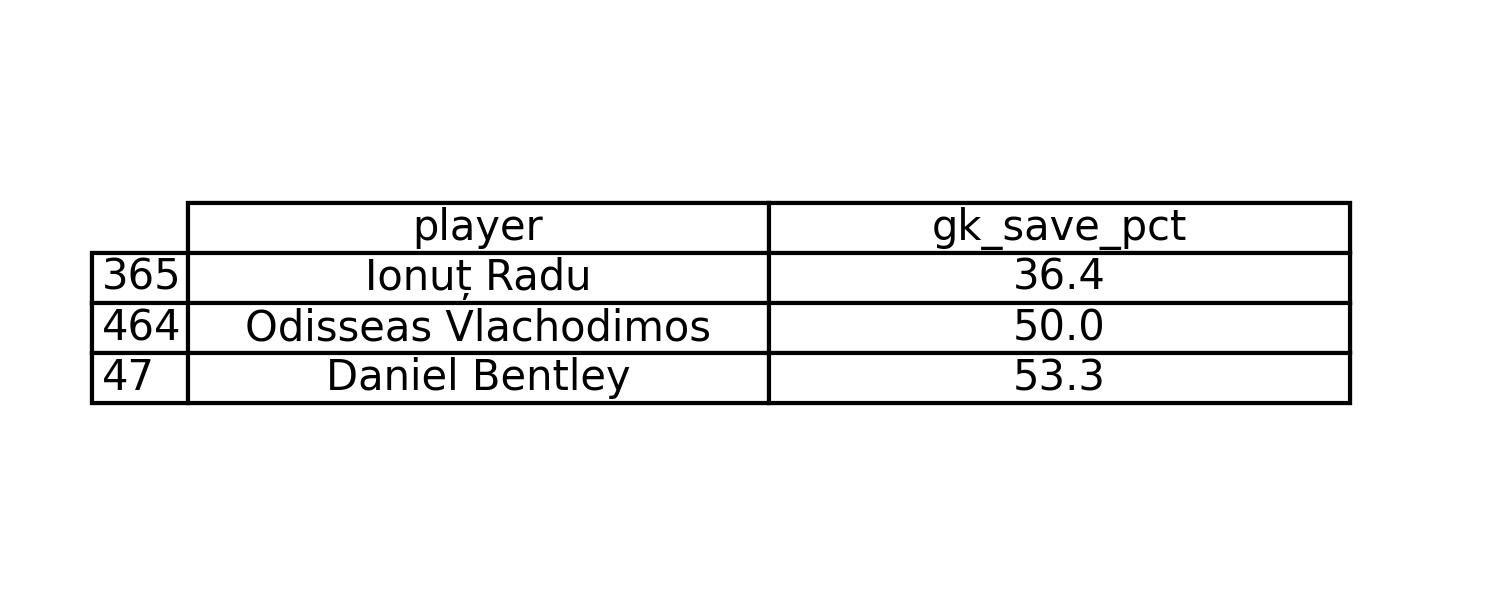 player gk_save_pct
365 Ionuț Radu 36.4
464 Odisseas Vlachodimos 50.0
47 Daniel Bentley 53.3